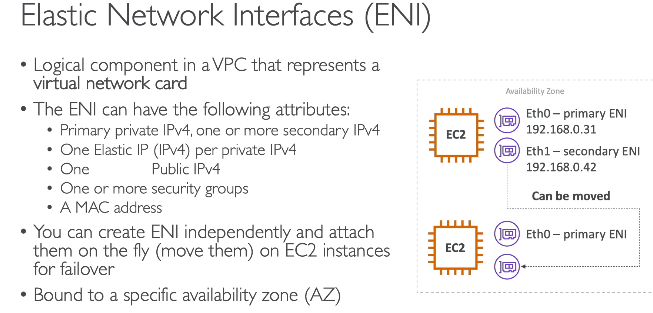 Elastic Network Interfaces (ENI)
• Logical component in a VPC that represents a
virtual network card
• The ENI can have the following attributes:
• Primary private IPv4, one or more secondary IPv4
• One Elastic IP (IPv4) per private IPv4
• One Public IPv4
• One or more security groups
• A MAC address
• You can create ENI independently and attach
them on the fly (move them) on EC2 instances
for failover
• Bound to a specific availability zone (AZ)
Availability Zone
EC2
Eth0 – primary ENI
192.168.0.31
Eth1 – secondary ENI
192.168.0.42
Can be moved
EC2
Eth0 – primary ENI